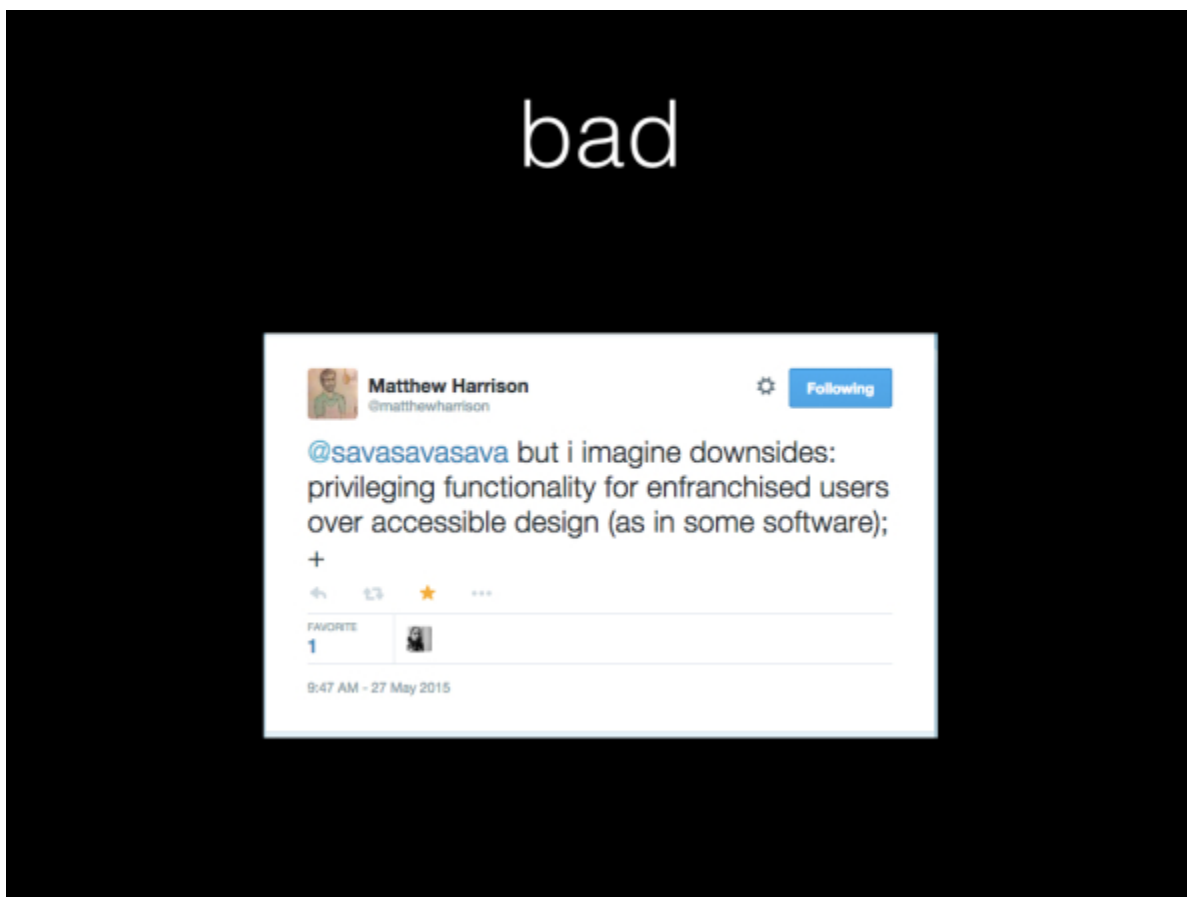 bad
Matthew Harrison
@matthewharrison
Following
@savasavasava but i imagine downsides:
privileging functionality for enfranchised users
over accessible design (as in some software);
+
FAVORITE
1
9:47 AM - 27 May 2015